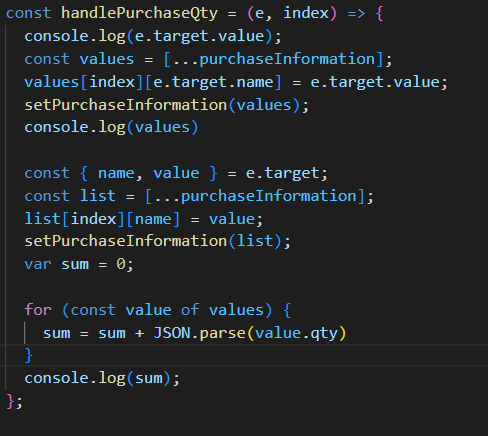 const handlePurchaseQty = (e, index) => {
console.log(e.target.value);
const values = [...purchaseInformation];
values[index][e.target.name] = e.target.value;
setPurchaseInformation(values);
console.log(values)
const { name, value } = e.target;
const list = [...purchaseInformation];
list[index][name] = value;
setPurchaseInformation(list);
var sum = 0;
for (const value of values) {
sum = sum + JSON.parse(value.qty)
}
console.log(sum);
};